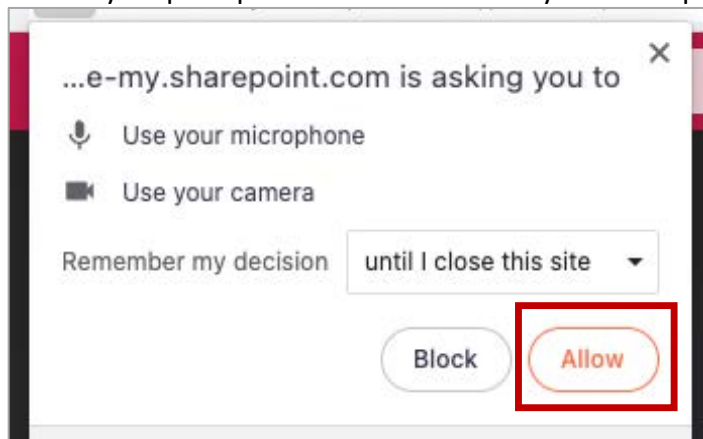 ...e-my.sharepoint.com is asking you to
Use your microphone
Use your camera
Remember my decision until I close this site
Block Allow